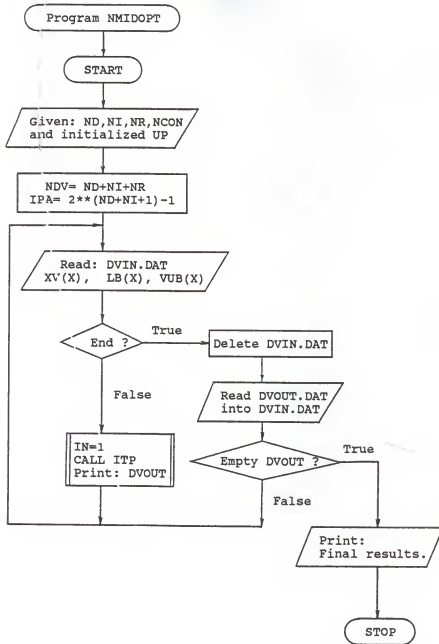 Program NMIDOPT
START
Given: ND,NI,NR,NCON
and initialized UP
NDV= ND+NI+NR
IPA= 2**(ND+NI+1)-1
Read: DVIN.DAT
XV(X), LB(X), VUB(X)
End ?
True
Delete DVIN.DAT
False
Read DVOUT.DAT
into DVIN.DAT
IN=1
CALL ITP
Print: DVOUT
Empty DVOUT ?
True
False
Print:
Final results.
STOP